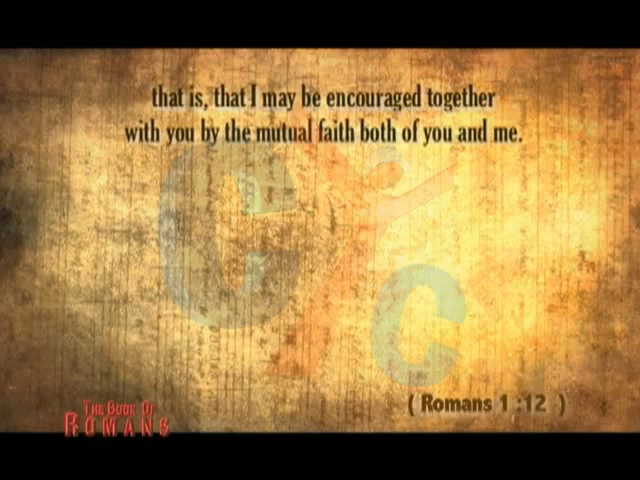 that is, that I may be encouraged together
with you by the mutual faith both of you and me.
C C
( Romans 1 :12 )
THE BOOK OF
ROMANS